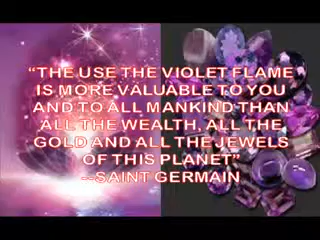 “THE USE THE VIOLET FLAME
IS MORE VALUABLE TO YOU
AND TO ALL MANKIND THAN
ALL THE WEALTH, ALL THE
GOLD AND ALL THE JEWELS
OF THIS PLANET”
--SAINT GERMAIN